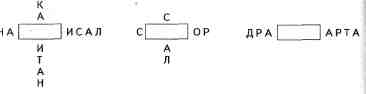 К
А С
НА ИСАЛ С ОР ДРА АРТА
И А
Т Л
А
Н